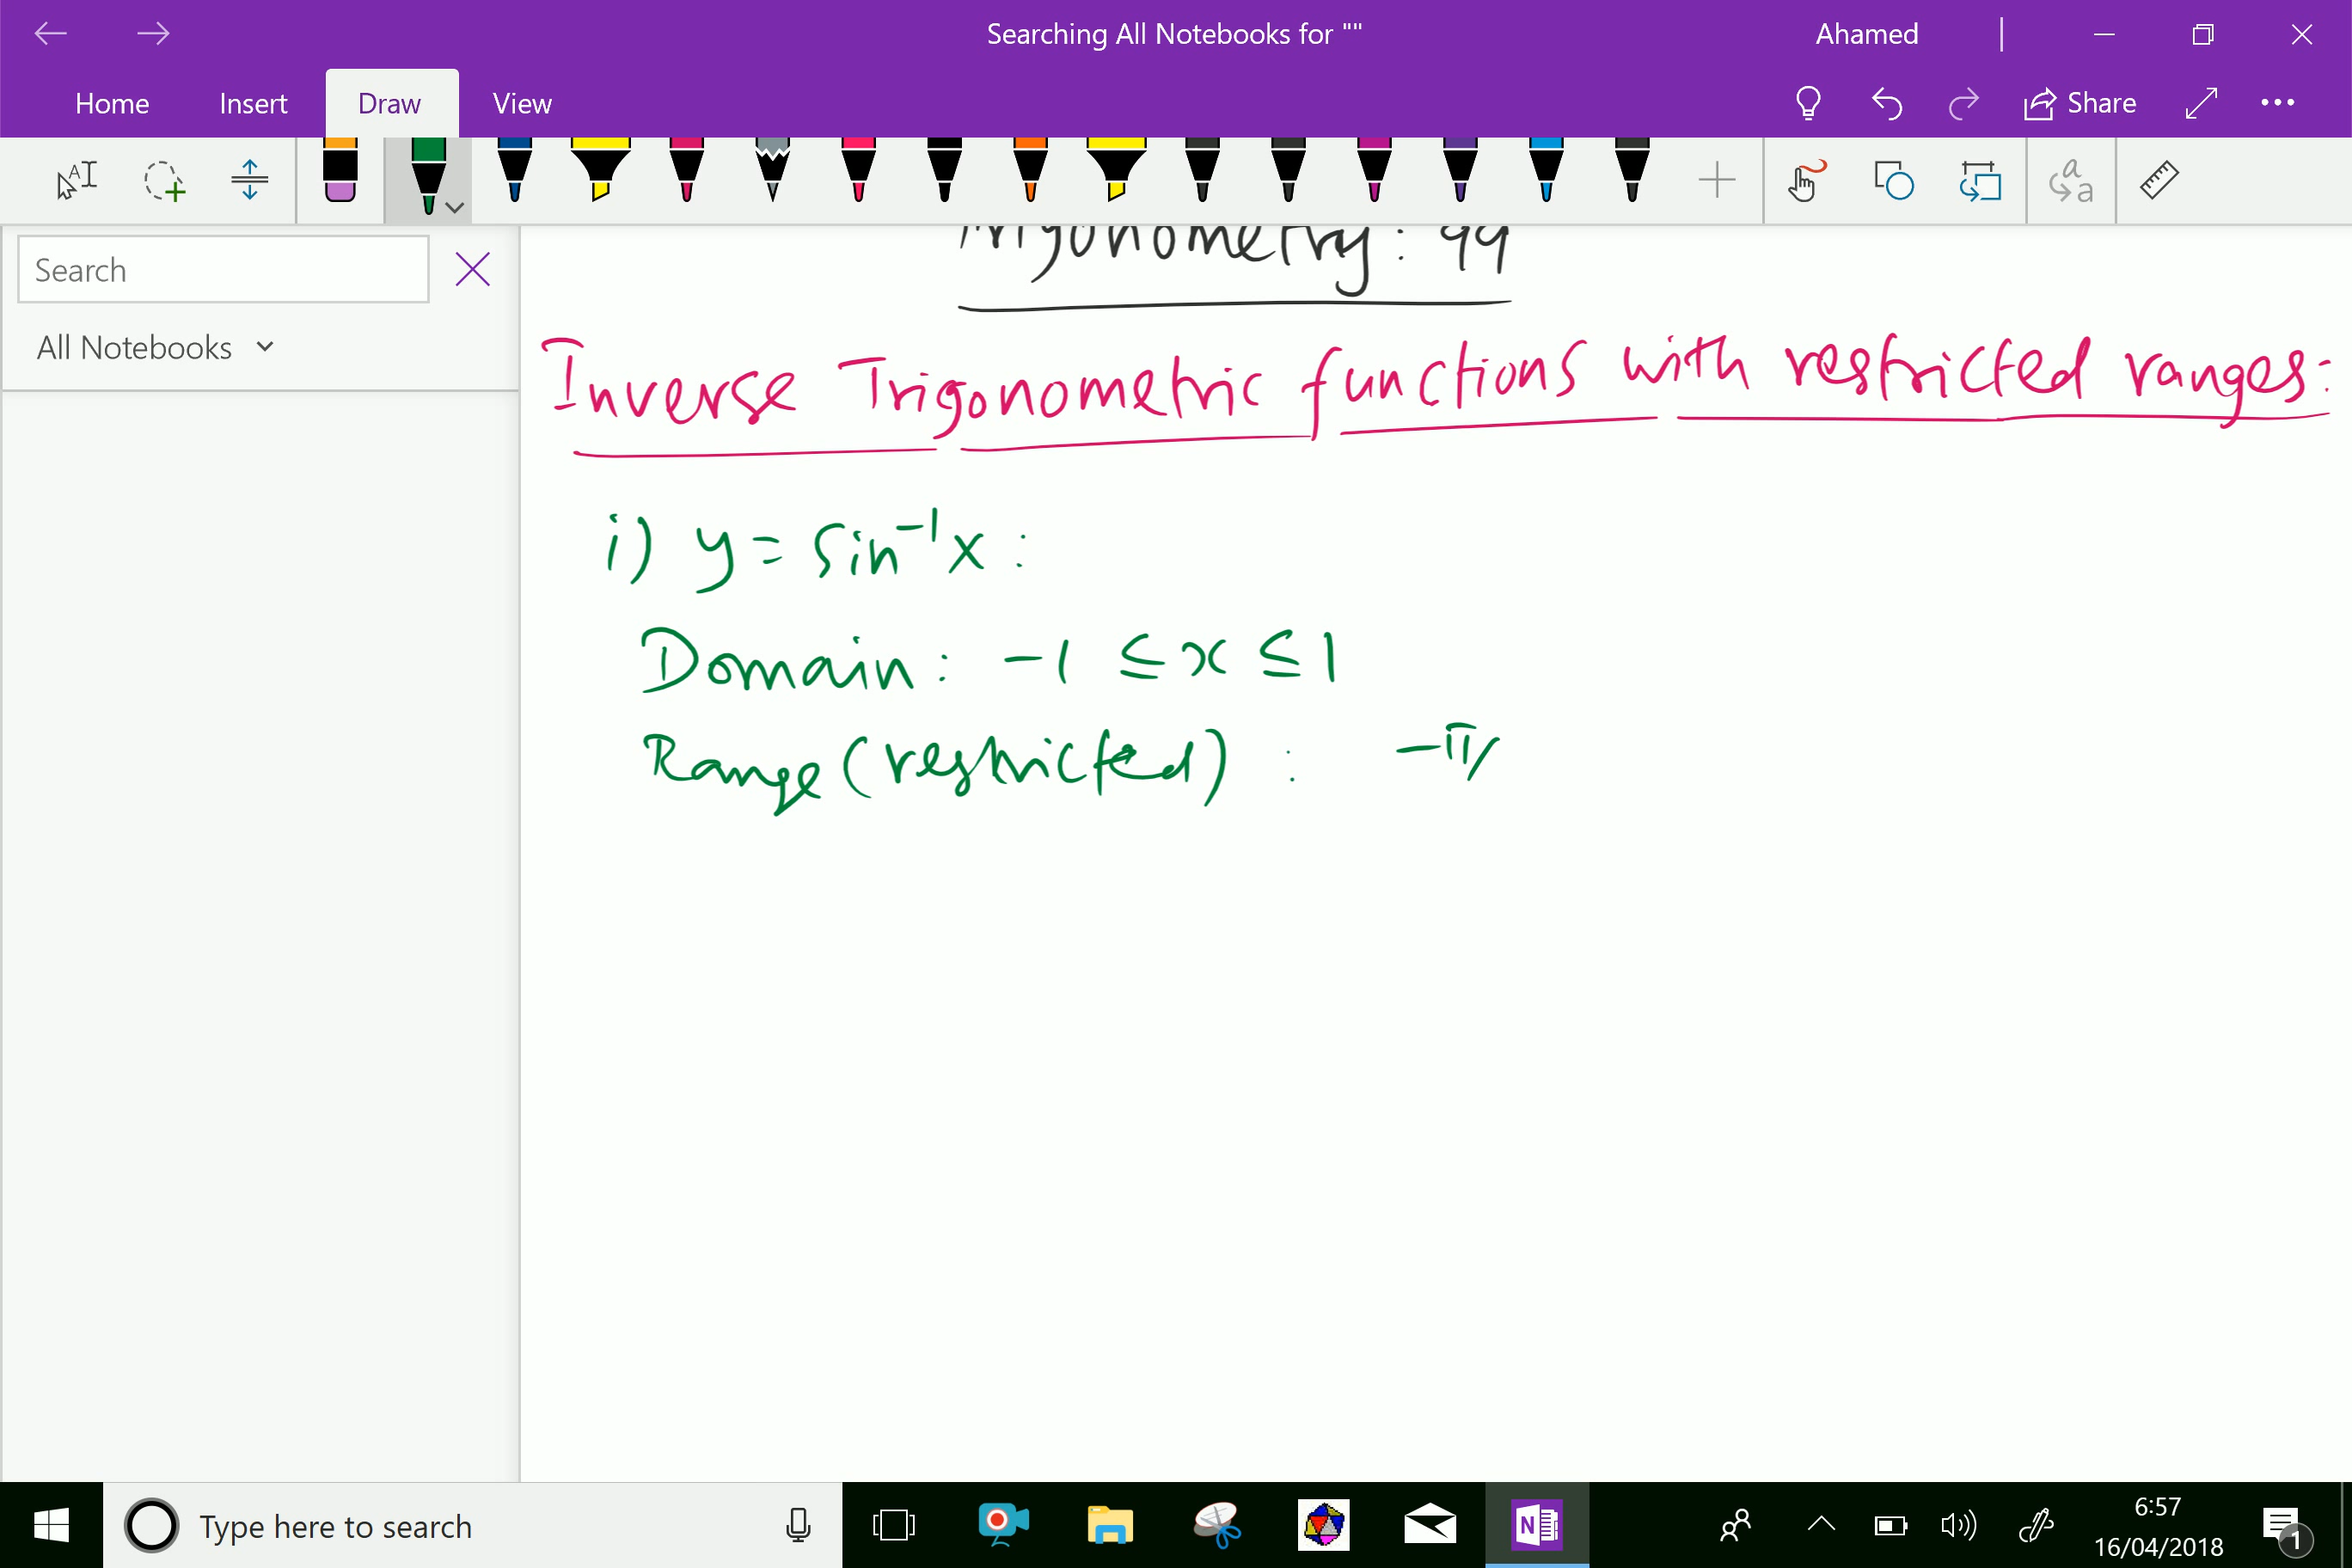 Searching All Notebooks for ""
Ahamed
Home Insert Draw View
Share
Search
All Notebooks
Trigonometry: 99
Inverse Trigonometric functions with restricted ranges:
i) y = sin⁻¹x :
Domain: -1 ≤ x ≤ 1
Range (restricted) : -π/
Type here to search
N
6:57
16/04/2018
1